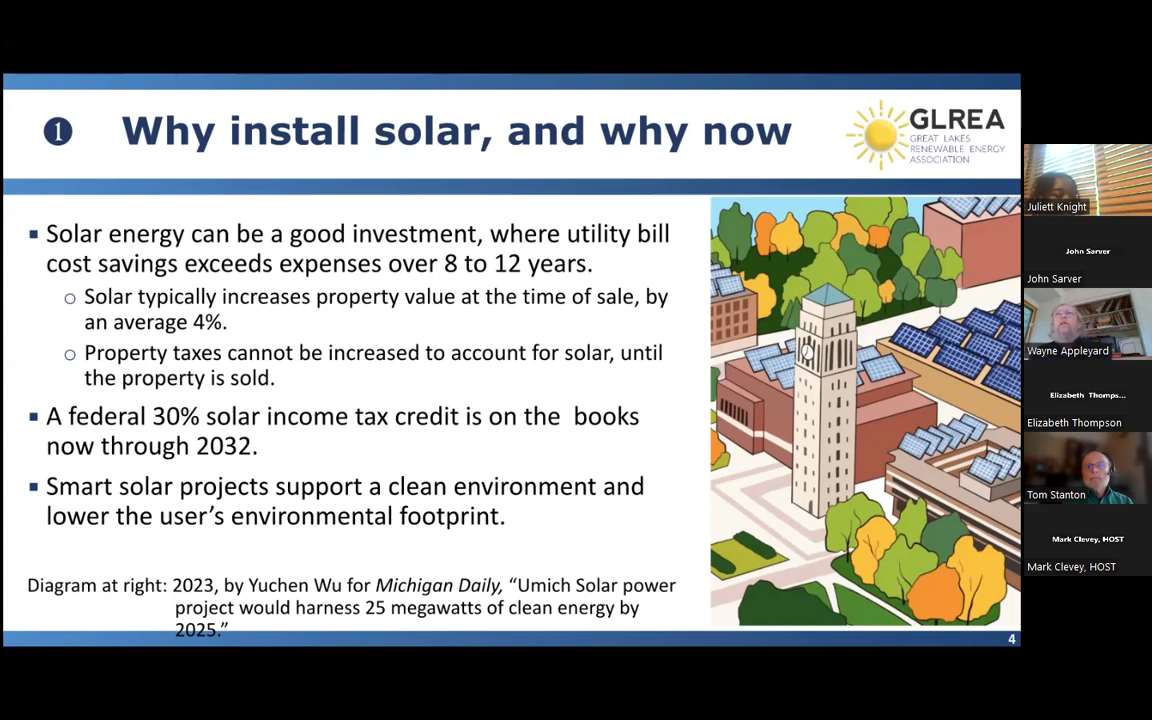 ❶ Why install solar, and why now
GLREA
GREAT LAKES
RENEWABLE ENERGY
ASSOCIATION
▪ Solar energy can be a good investment, where utility bill
cost savings exceeds expenses over 8 to 12 years.
o Solar typically increases property value at the time of sale, by
an average 4%.
o Property taxes cannot be increased to account for solar, until
the property is sold.
▪ A federal 30% solar income tax credit is on the  books
now through 2032.
▪ Smart solar projects support a clean environment and
lower the user’s environmental footprint.
Diagram at right: 2023, by Yuchen Wu for Michigan Daily, “Umich Solar power
project would harness 25 megawatts of clean energy by
2025.”
4
Juliett Knight
John Sarver
John Sarver
Wayne Appleyard
Elizabeth Thomps...
Elizabeth Thompson
Tom Stanton
Mark Clevey, HOST
Mark Clevey, HOST